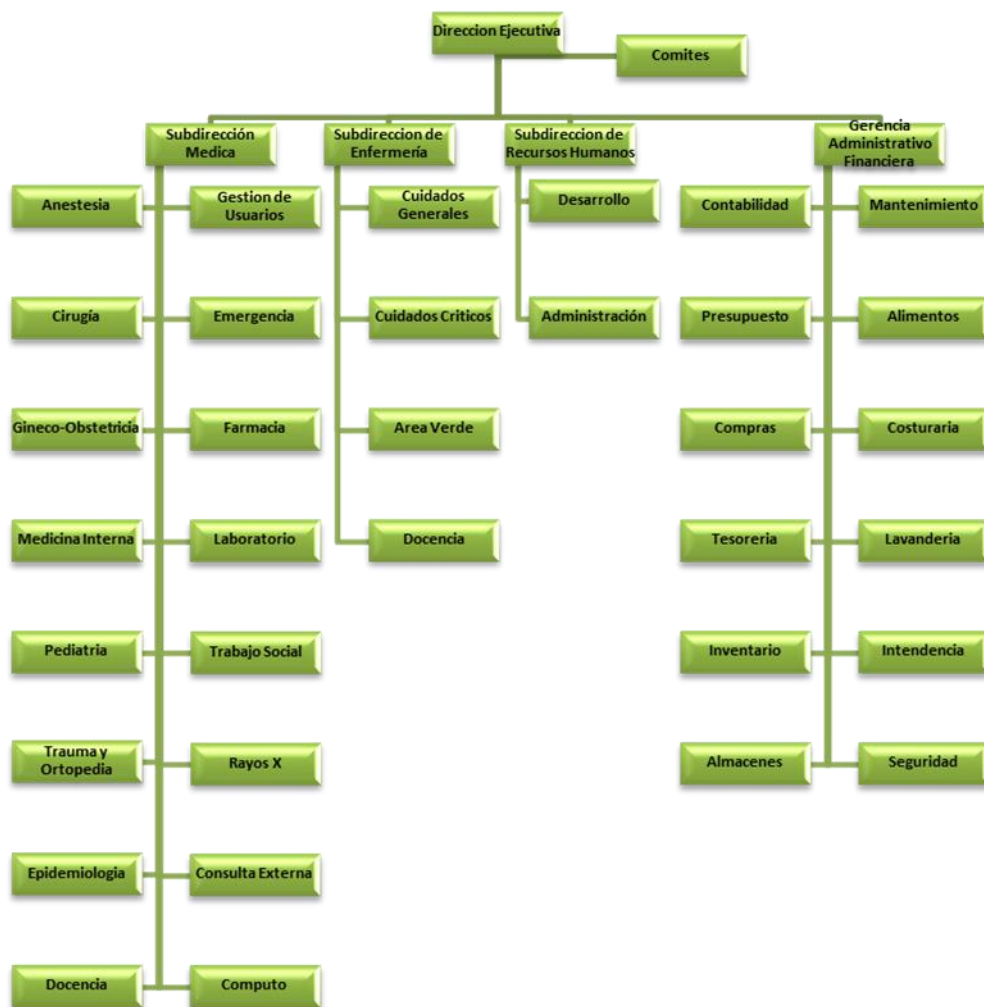 Direccion Ejecutiva
Comites
Subdirección
Medica
Subdireccion de
Enfermería
Subdireccion de
Recursos Humanos
Gerencia
Administrativo
Financiera
Anestesia
Gestion de
Usuarios
Cuidados
Generales
Desarrollo
Contabilidad
Mantenimiento
Cirugía
Emergencia
Cuidados Criticos
Administración
Presupuesto
Alimentos
Gineco-Obstetricia
Farmacia
Area Verde
Compras
Costuraria
Medicina Interna
Laboratorio
Docencia
Tesoreria
Lavanderia
Pediatria
Trabajo Social
Inventario
Intendencia
Trauma y
Ortopedia
Rayos X
Almacenes
Seguridad
Epidemiologia
Consulta Externa
Docencia
Computo